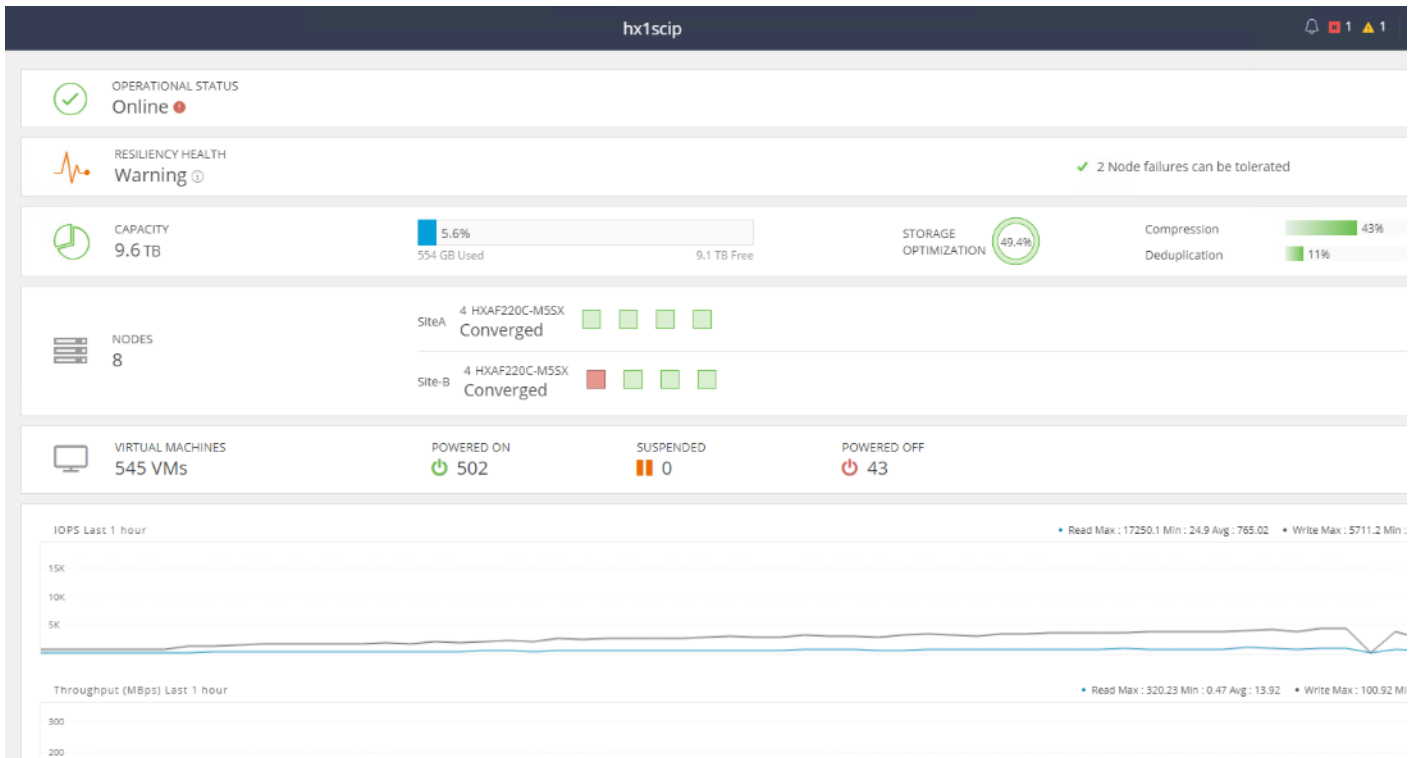 hx1scip
1 1
OPERATIONAL STATUS
Online
RESILIENCY HEALTH
Warning
2 Node failures can be tolerated
CAPACITY
9.6 TB
5.6%
554 GB Used
9.1 TB Free
STORAGE
OPTIMIZATION
49.4%
Compression 43%
Deduplication 11%
NODES
8
SiteA
4 HXAF220C-M5SX
Converged
Site-B
4 HXAF220C-M5SX
Converged
VIRTUAL MACHINES
545 VMs
POWERED ON
502
SUSPENDED
0
POWERED OFF
43
IOPS Last 1 hour
Read Max : 17250.1 Min : 24.9 Avg : 765.02 Write Max : 5711.2 Min :
15K
10K
5K
Throughput (MBps) Last 1 hour
Read Max : 320.23 Min : 0.47 Avg : 13.92 Write Max : 100.92 Mi
300
200